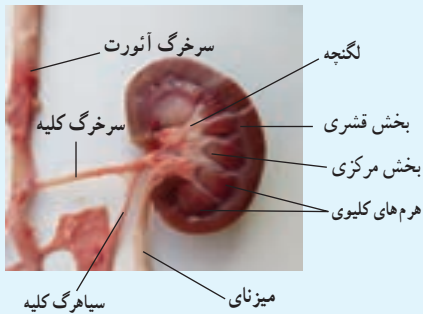 سرخرگ آئورت
لگنچه
سرخرگ کلیه
بخش قشری
بخش مرکزی
هرم‌های کلیوی
میزنای
سیاهرگ کلیه